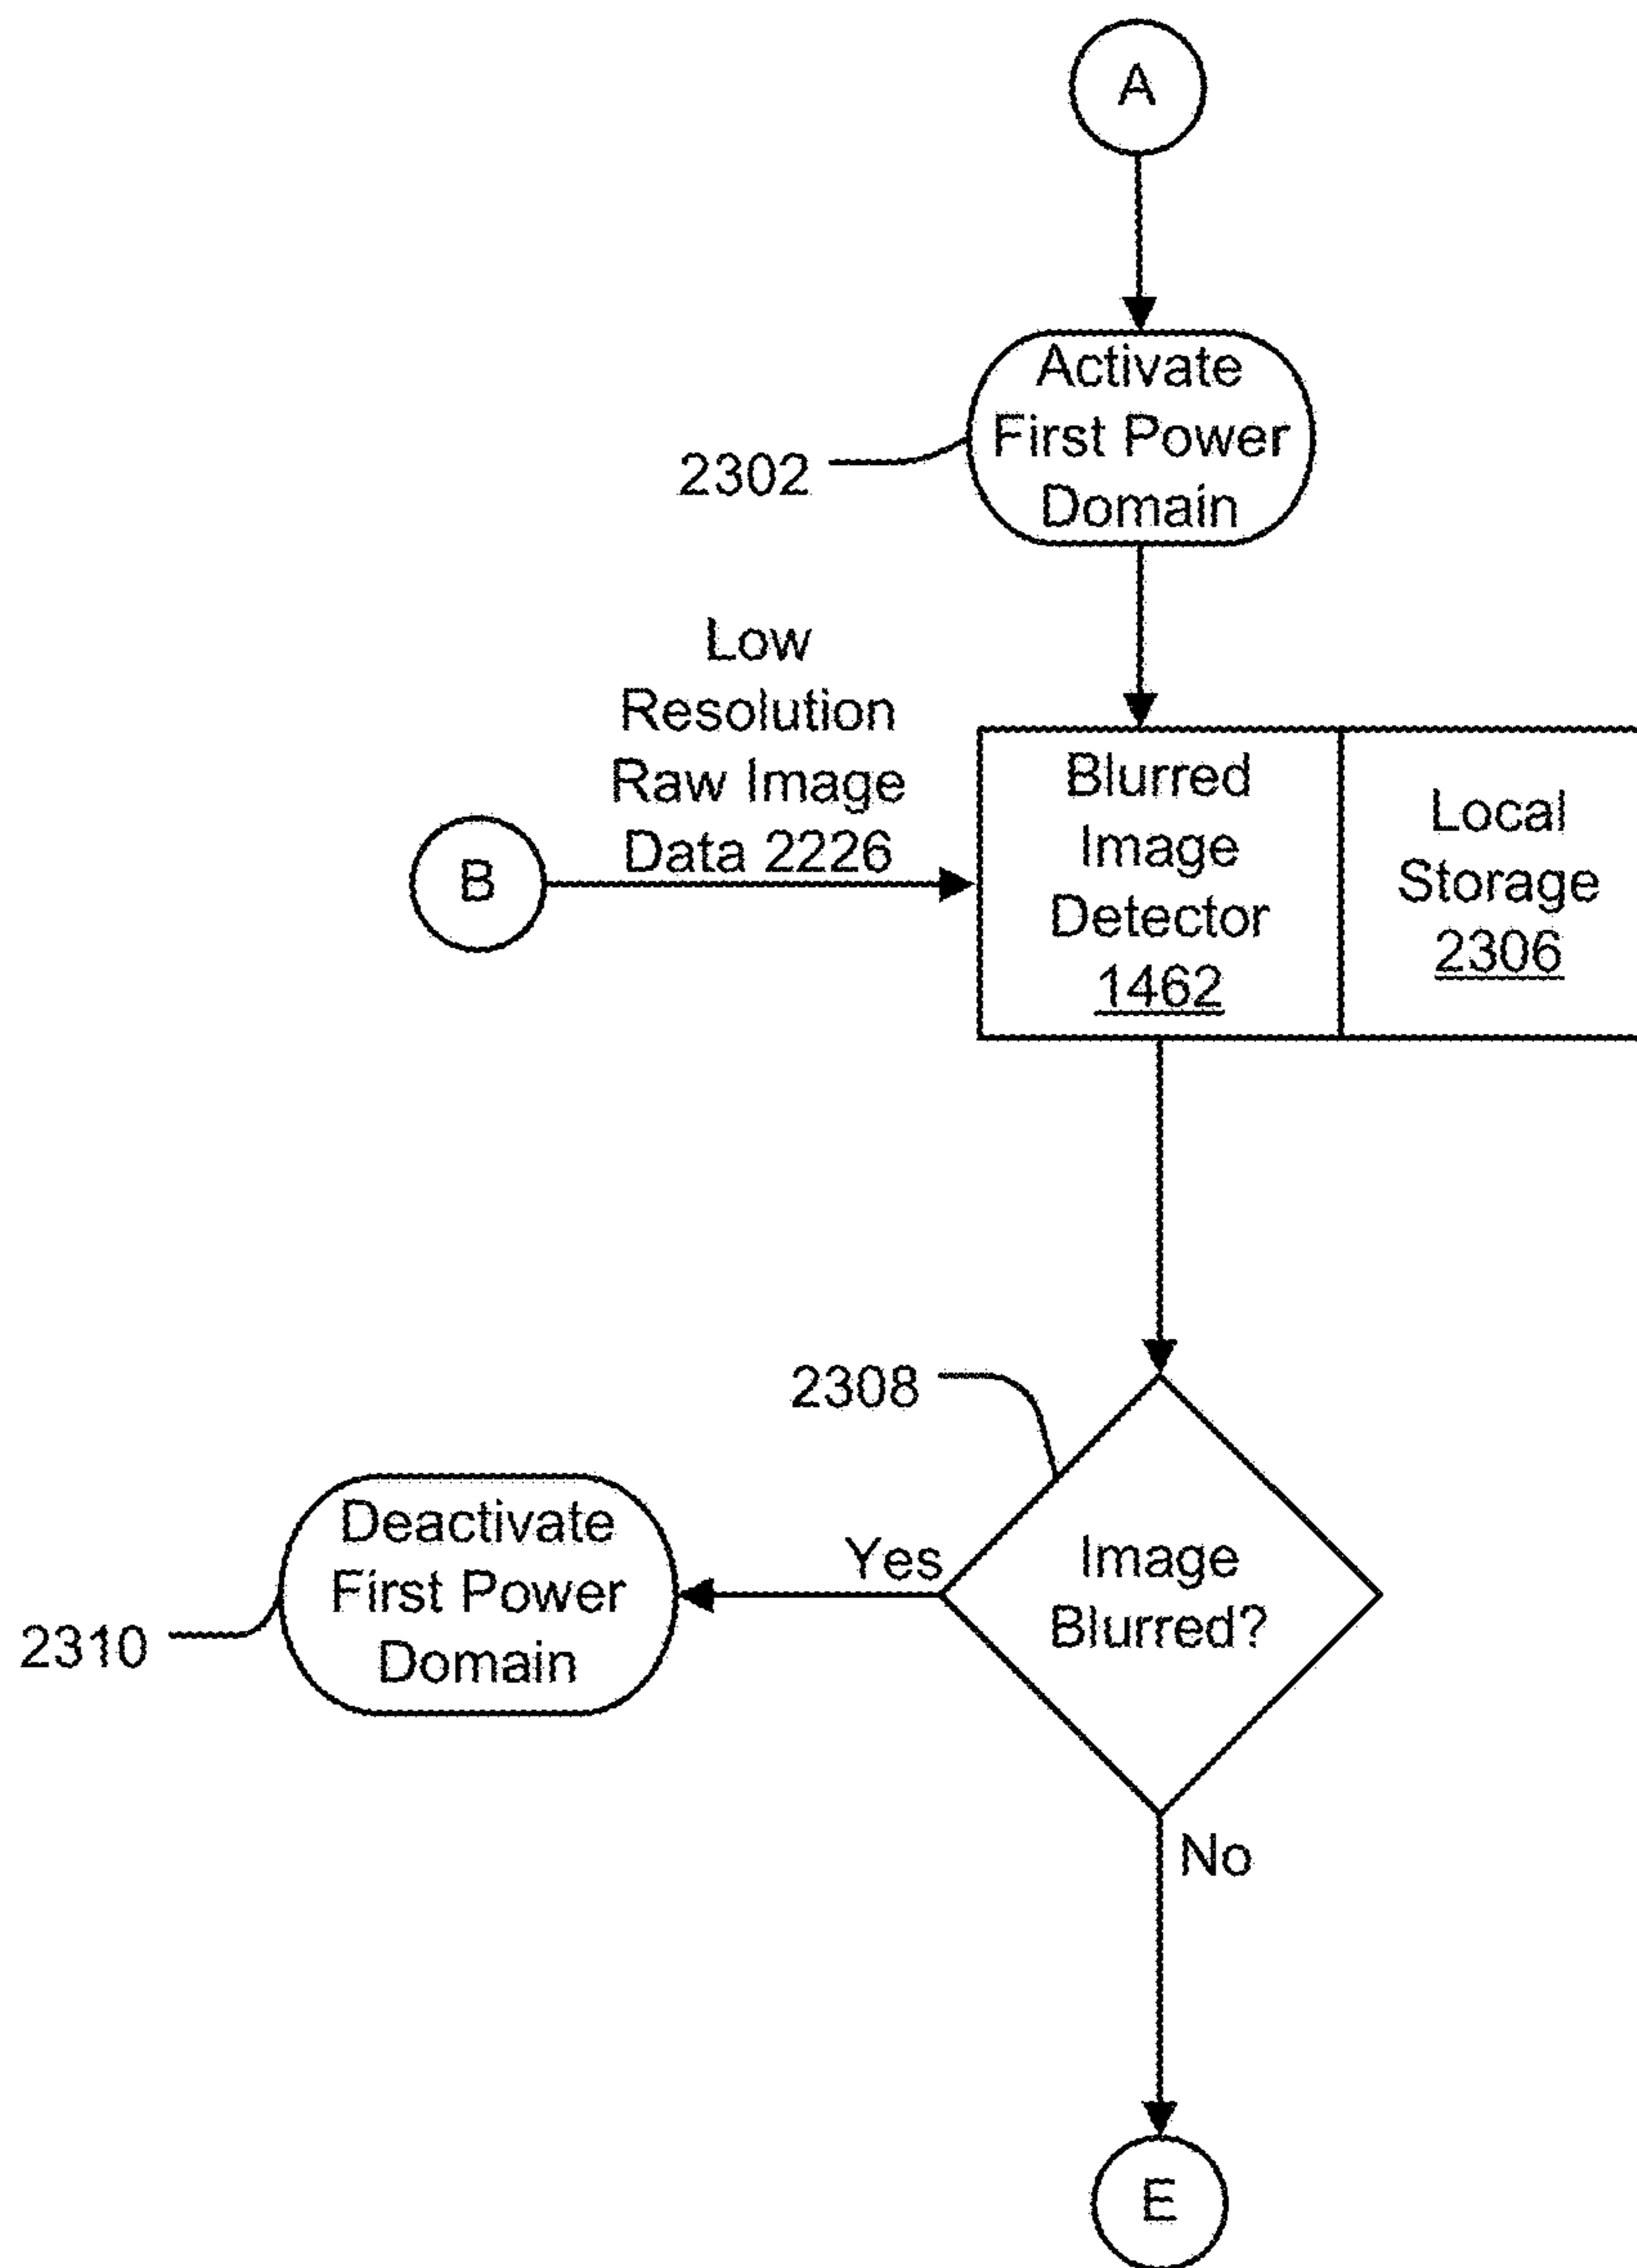 A
Activate
First Power
Domain
2302
Low
Resolution
Raw Image
Data 2226
B
Blurred
Image
Detector
1462
Local
Storage
2306
2308
Image
Blurred?
Yes
Deactivate
First Power
Domain
2310
No
E